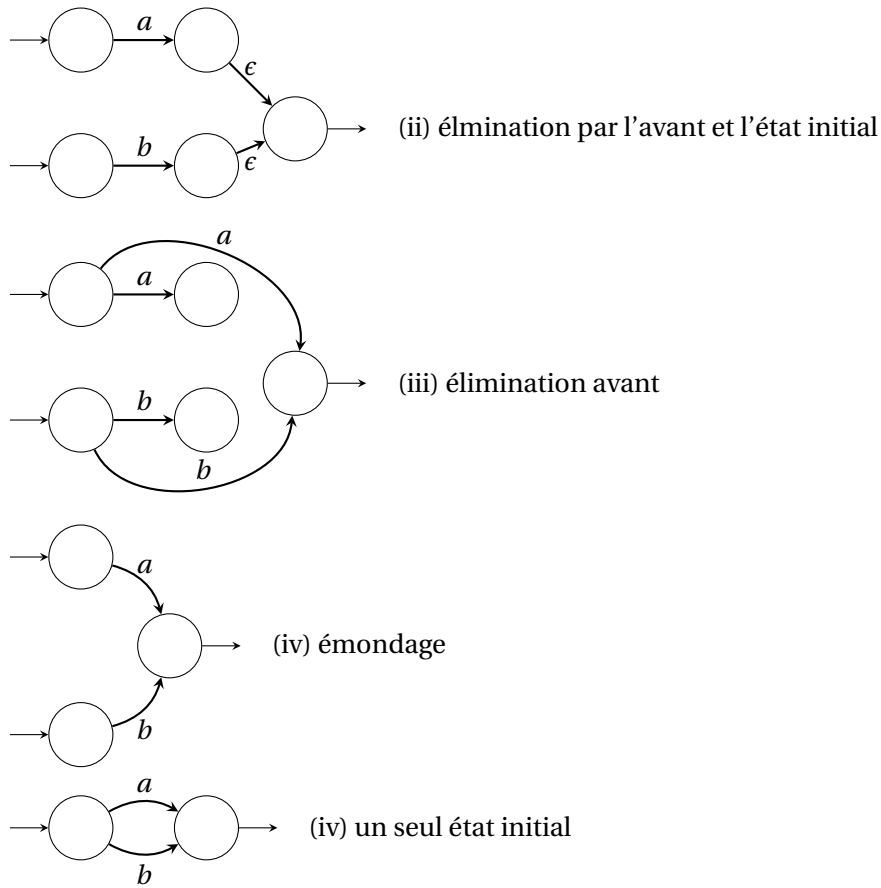 a
ϵ
(ii) élmination par l'avant et l'état initial
b
ϵ
a
a
(iii) élimination avant
b
b
a
(iv) émondage
b
a
(iv) un seul état initial
b